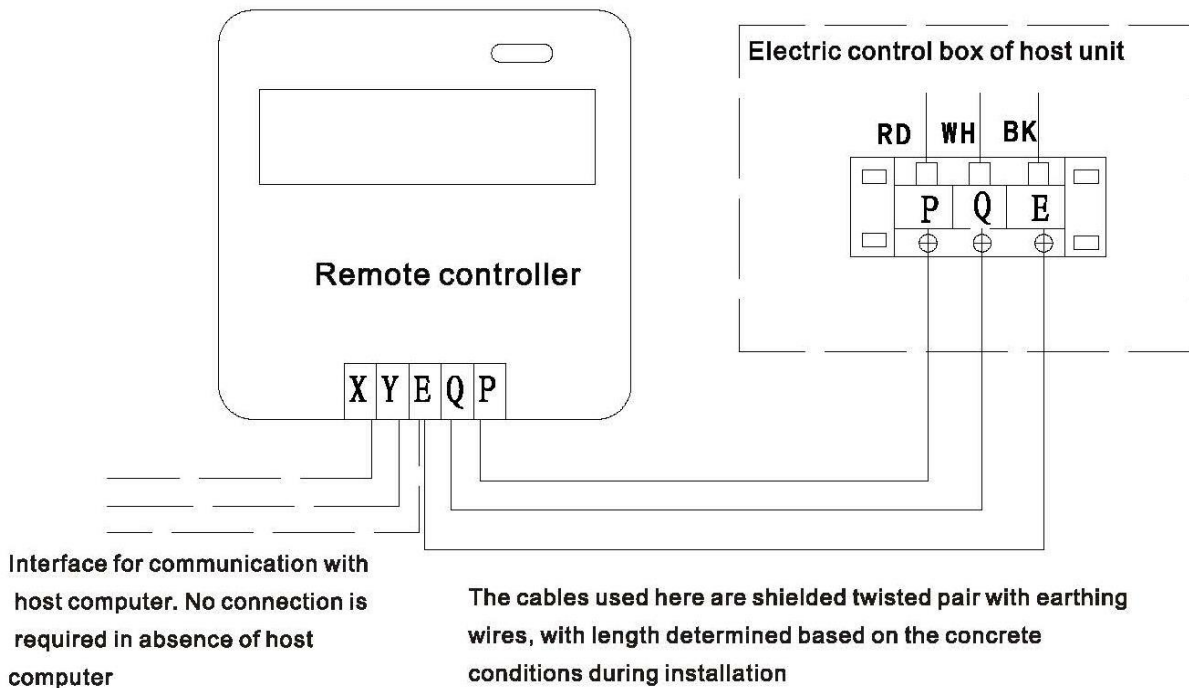 Electric control box of host unit
RD WH BK
P Q E
Remote controller
X Y E Q P
Interface for communication with
host computer. No connection is
required in absence of host
computer
The cables used here are shielded twisted pair with earthing
wires, with length determined based on the concrete
conditions during installation